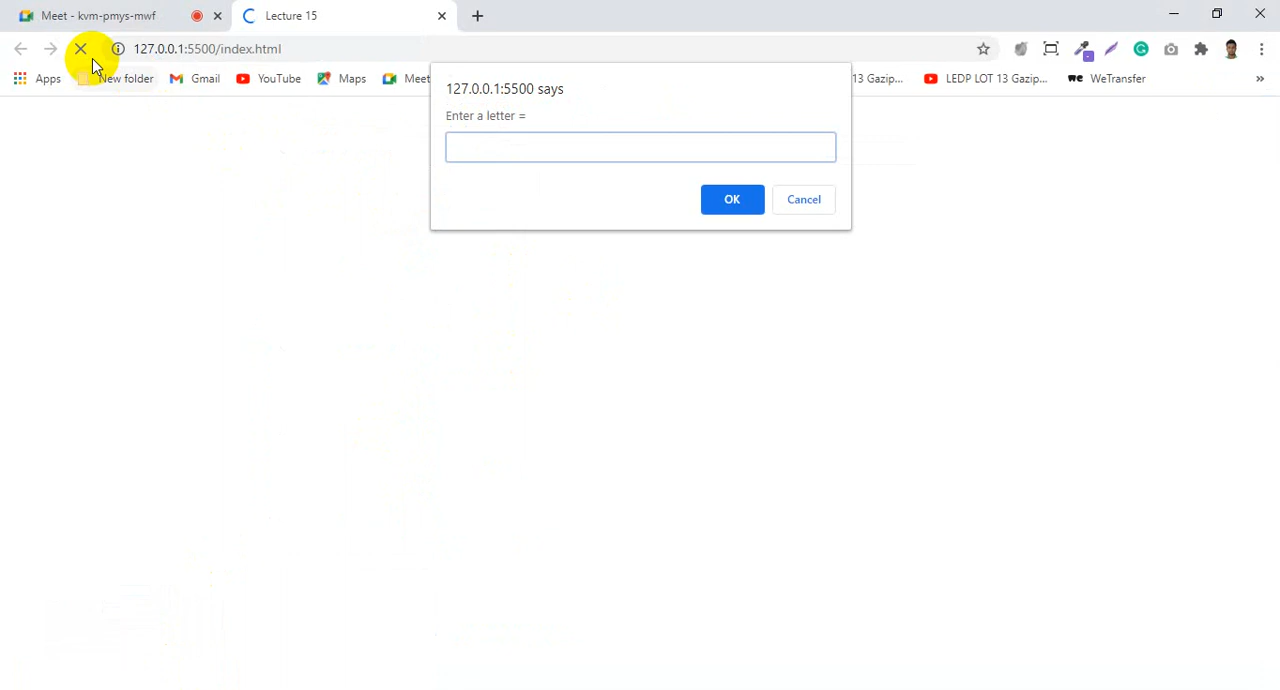 Meet - kvm-pmys-mwf
Lecture 15
127.0.0.1:5500/index.html
Apps
New folder
Gmail
YouTube
Maps
Meet
13 Gazip...
LEDP LOT 13 Gazip...
we WeTransfer
127.0.0.1:5500 says
Enter a letter =
OK
Cancel